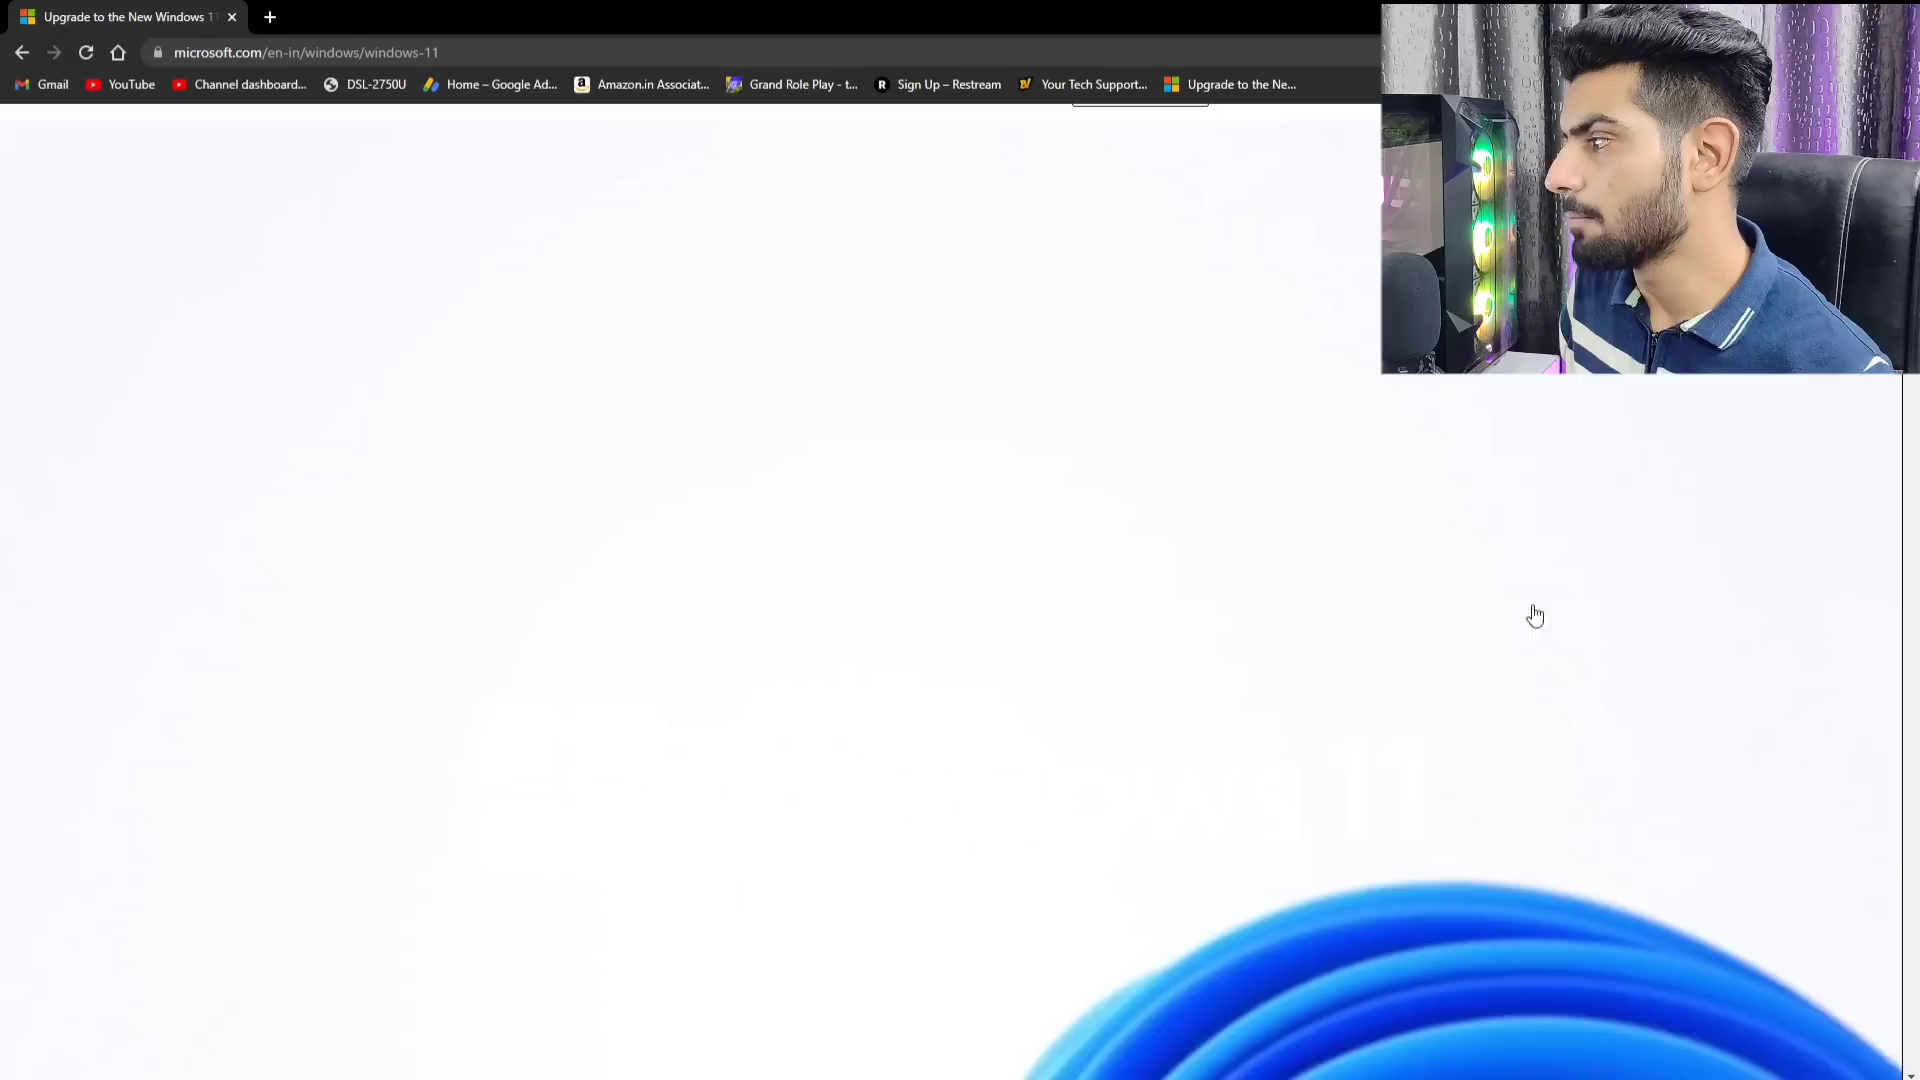 Upgrade to the New Windows 11
microsoft.com/en-in/windows/windows-11
Gmail YouTube Channel dashboard... DSL-2750U Home – Google Ad... Amazon.in Associat... Grand Role Play - t... Sign Up – Restream Your Tech Support... Upgrade to the Ne...